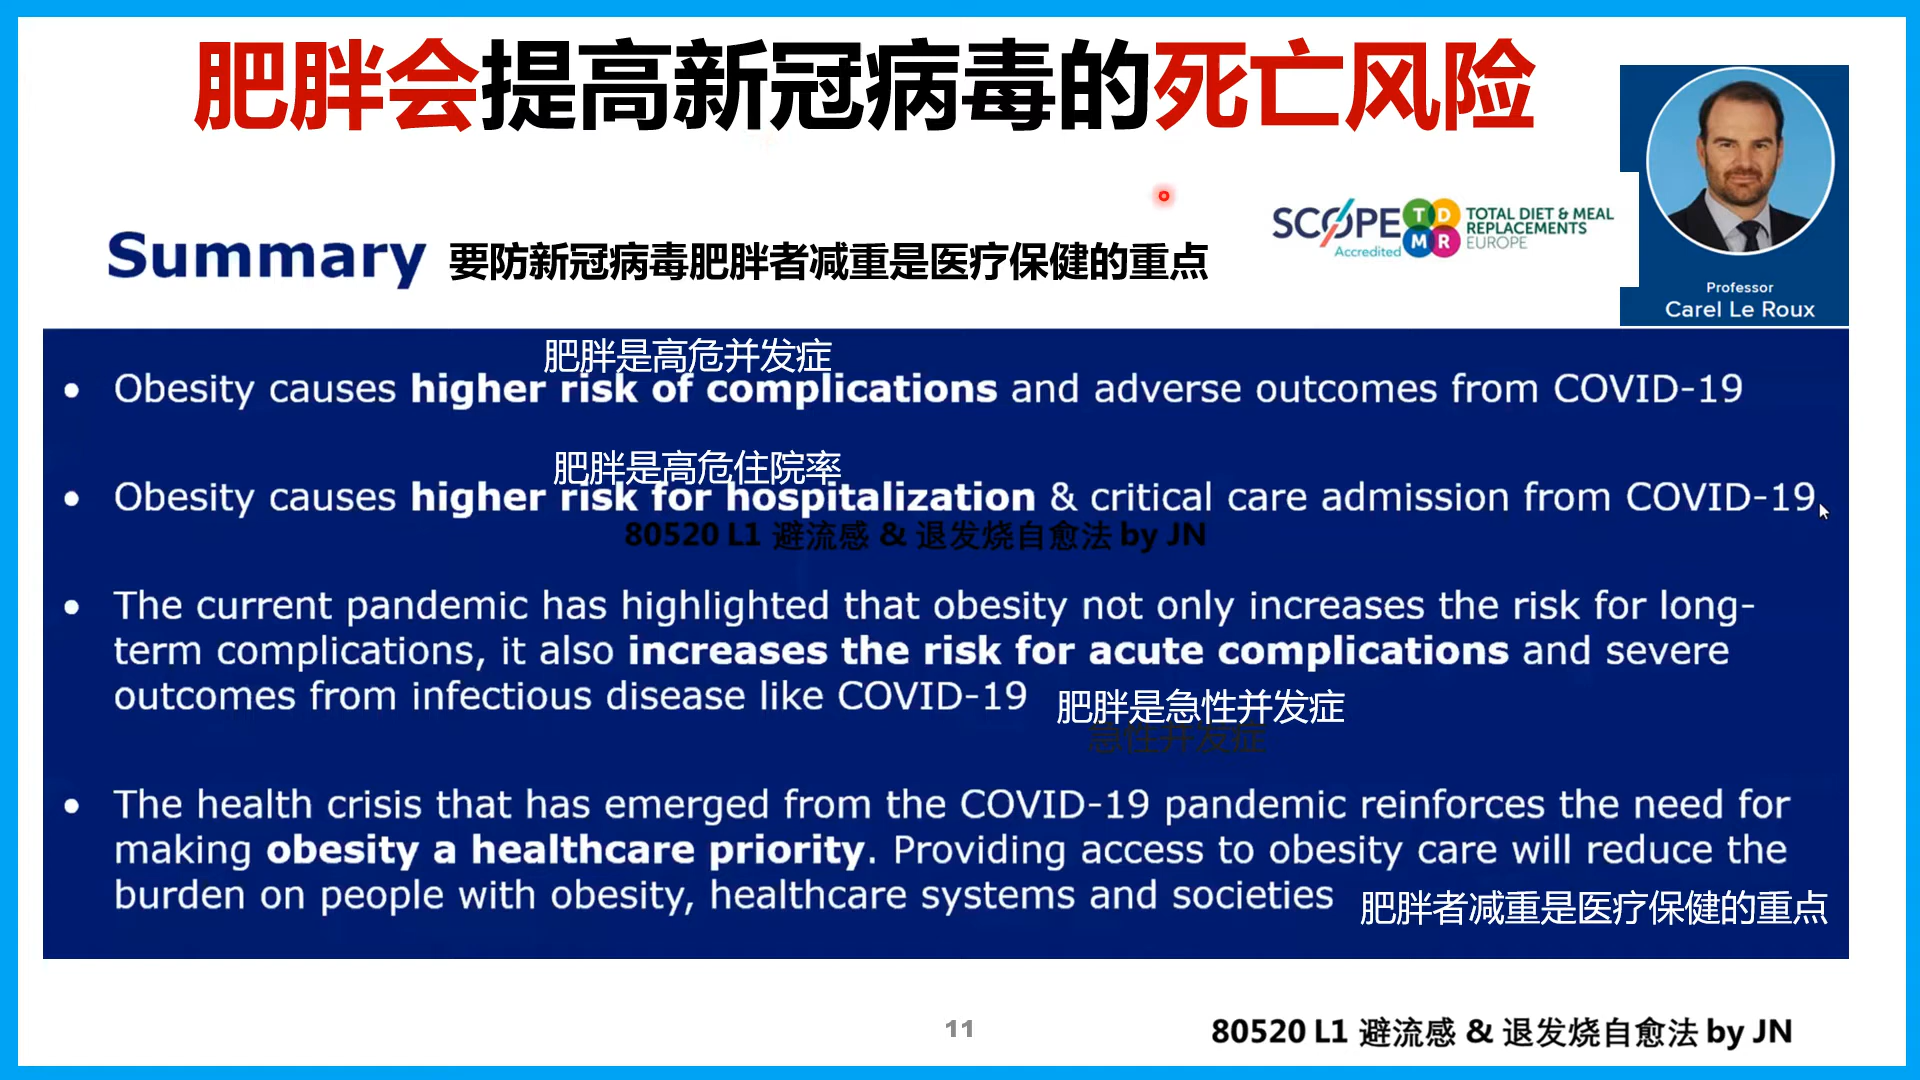 肥胖会提高新冠病毒的死亡风险
SCOPE
Accredited
T D M R
TOTAL DIET & MEAL
REPLACEMENTS
EUROPE
Professor
Carel Le Roux
Summary 要防新冠病毒肥胖者减重是医疗保健的重点
肥胖是高危并发症
• Obesity causes higher risk of complications and adverse outcomes from COVID-19
肥胖是高危住院率
• Obesity causes higher risk for hospitalization & critical care admission from COVID-19
80520 L1 避流感 & 退发烧自愈法 by JN
• The current pandemic has highlighted that obesity not only increases the risk for long-
term complications, it also increases the risk for acute complications and severe
outcomes from infectious disease like COVID-19 肥胖是急性并发症
急性并发症
• The health crisis that has emerged from the COVID-19 pandemic reinforces the need for
making obesity a healthcare priority. Providing access to obesity care will reduce the
burden on people with obesity, healthcare systems and societies 肥胖者减重是医疗保健的重点
11
80520 L1 避流感 & 退发烧自愈法 by JN